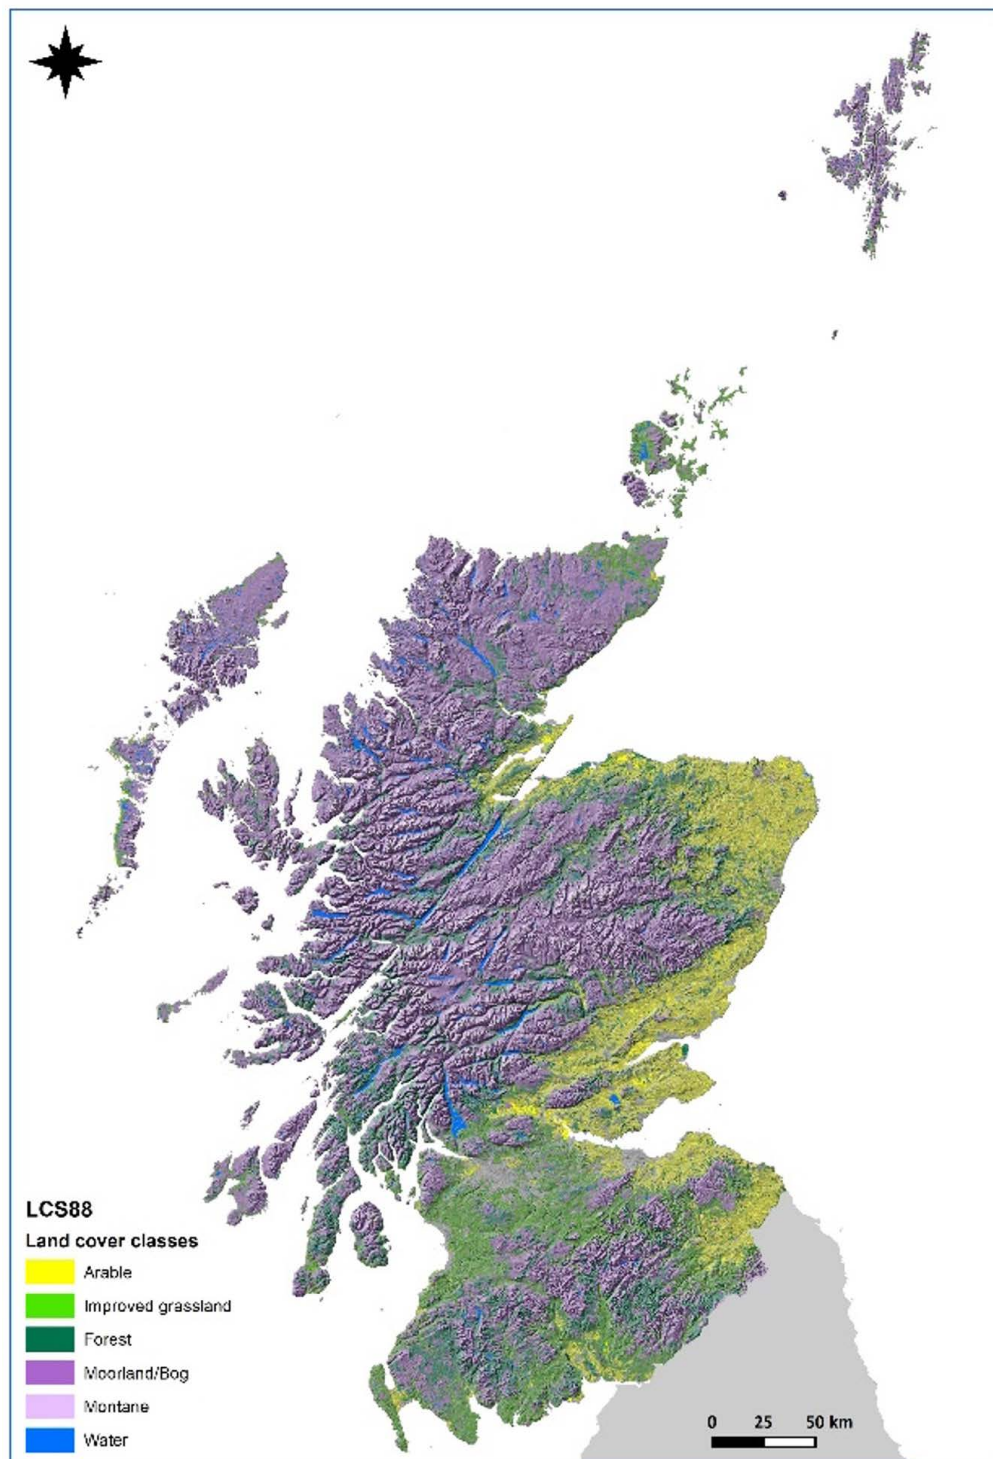 LCS88
Land cover classes
Arable
Improved grassland
Forest
Moorland/Bog
Montane
Water
0 25 50 km